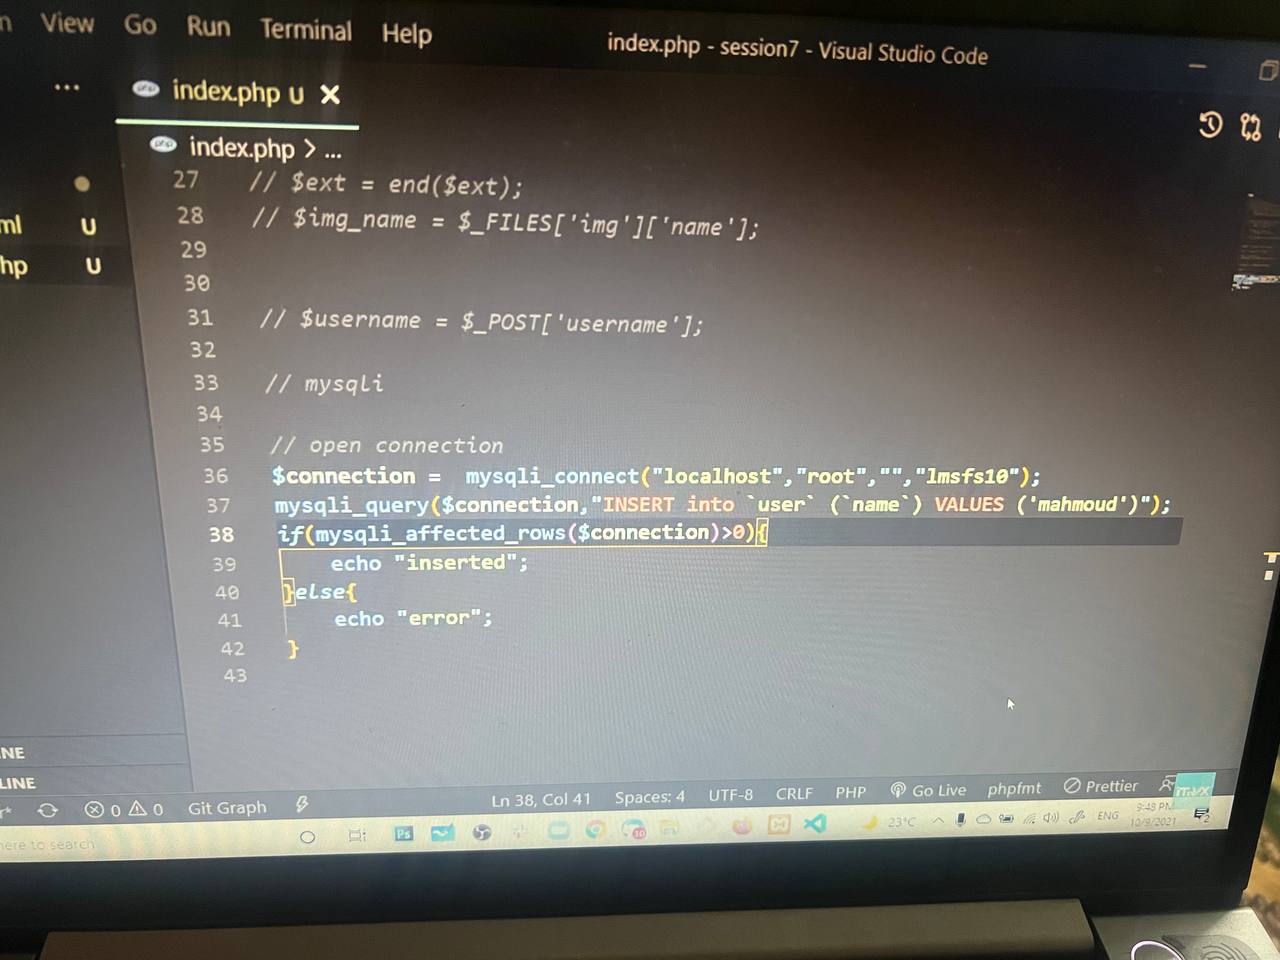 View Go Run Terminal Help
index.php - session7 - Visual Studio Code
... index.php U
index.php > ...
27 // $ext = end($ext);
ml U
28 // $img_name = $_FILES['img']['name'];
29
hp U
30
31 // $username = $_POST['username'];
32
33 // mysqli
34
35 // open connection
36 $connection =  mysqli_connect("localhost","root","","lmsfs10");
37 mysqli_query($connection,"INSERT into `user` (`name`) VALUES ('mahmoud')");
38 if(mysqli_affected_rows($connection)>0){
39     echo "inserted";
40 }else{
41     echo "error";
42 }
43
NE
LINE
0 0 Git Graph Ln 38, Col 41 Spaces: 4 UTF-8 CRLF PHP Go Live phpfmt Prettier
here to search Ps 10 23°C ENG 9:48 PM
10/9/2021 2